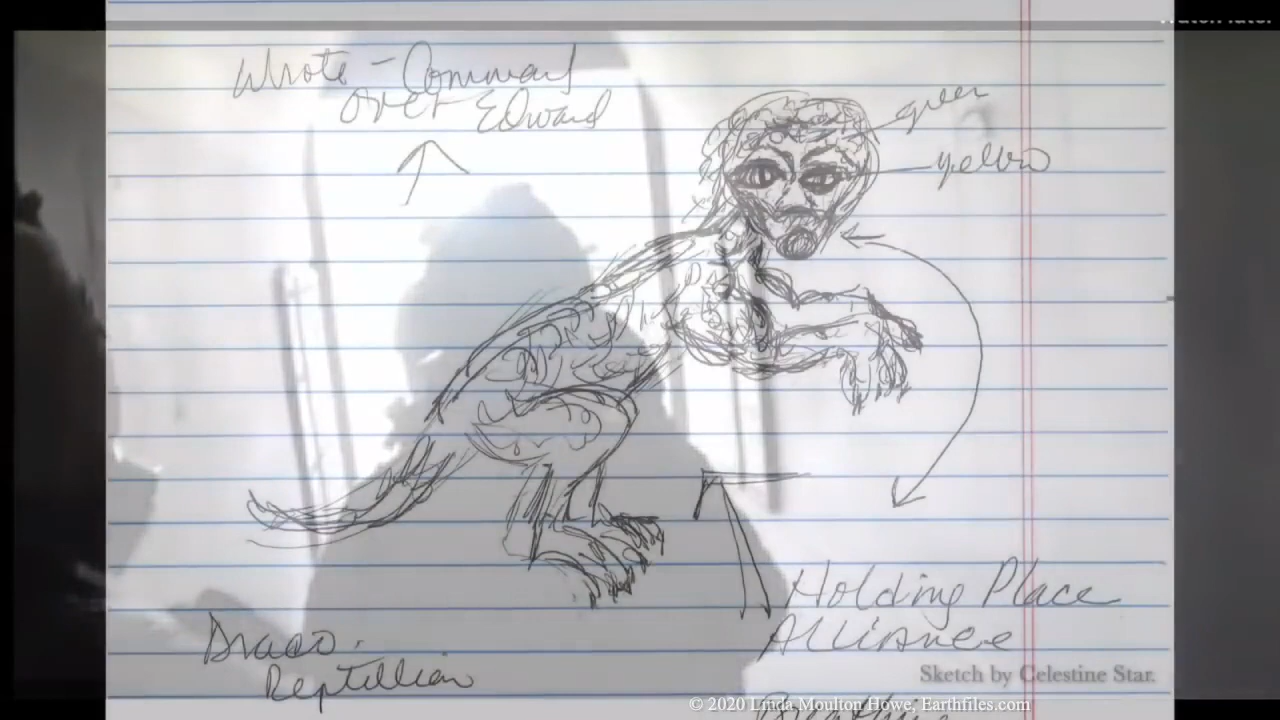 Wrote - Command
over Edward
green
yellow
Holding Place
Alliance
Draco.
Reptillian
Sketch by Celestine Star.
© 2020 Linda Moulton Howe, Earthfiles.com